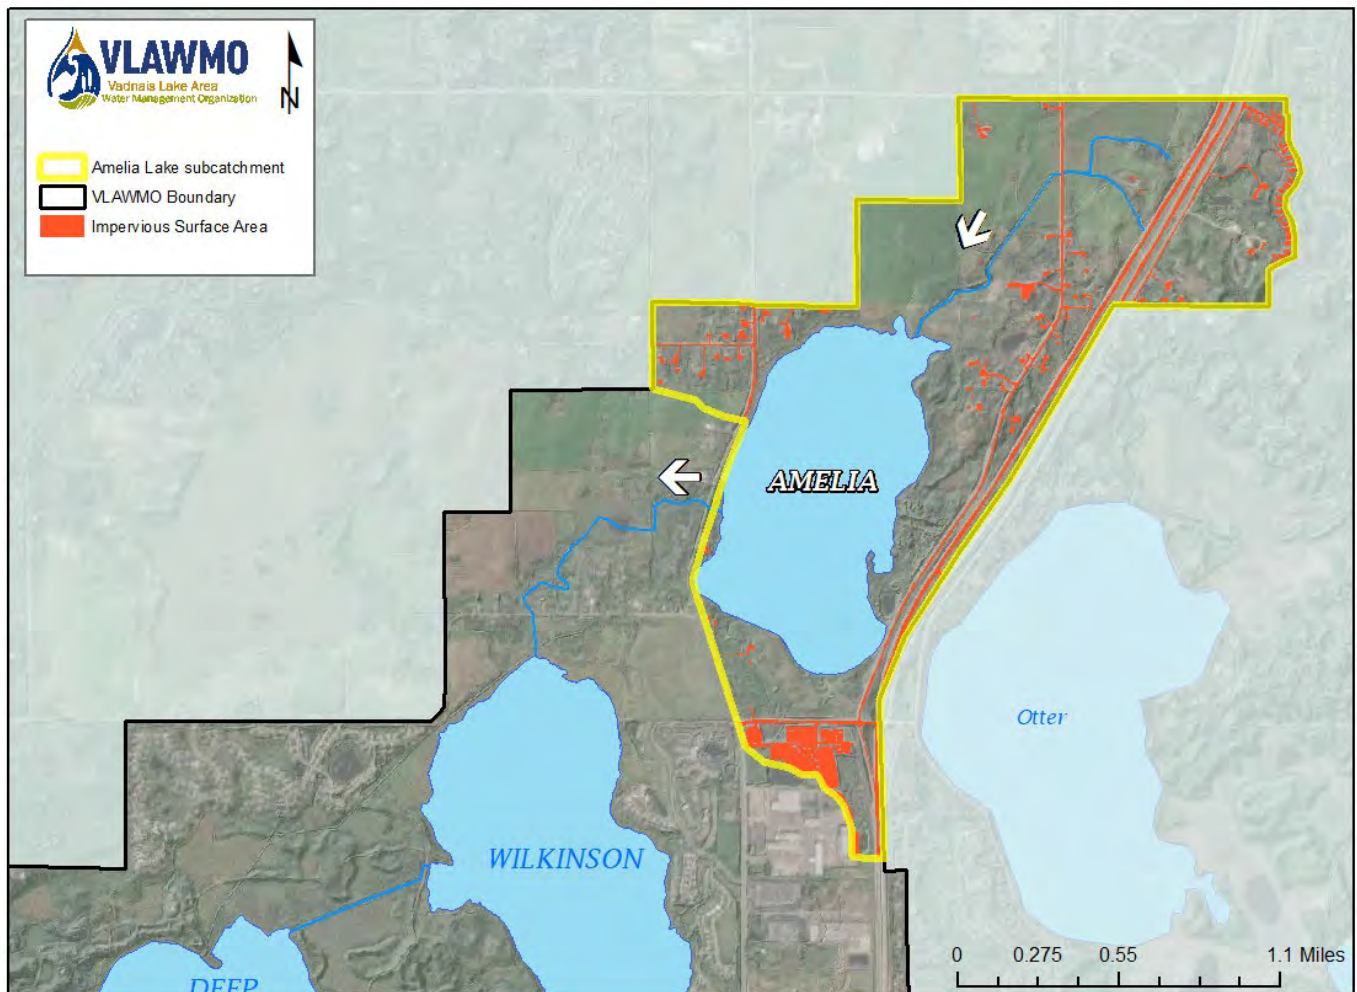 VLAWMO
Vadnais Lake Area
Water Management Organization
N
Amelia Lake subcatchment
VLAWMO Boundary
Impervious Surface Area
AMELIA
Otter
WILKINSON
DEEP
0 0.275 0.55 1.1 Miles